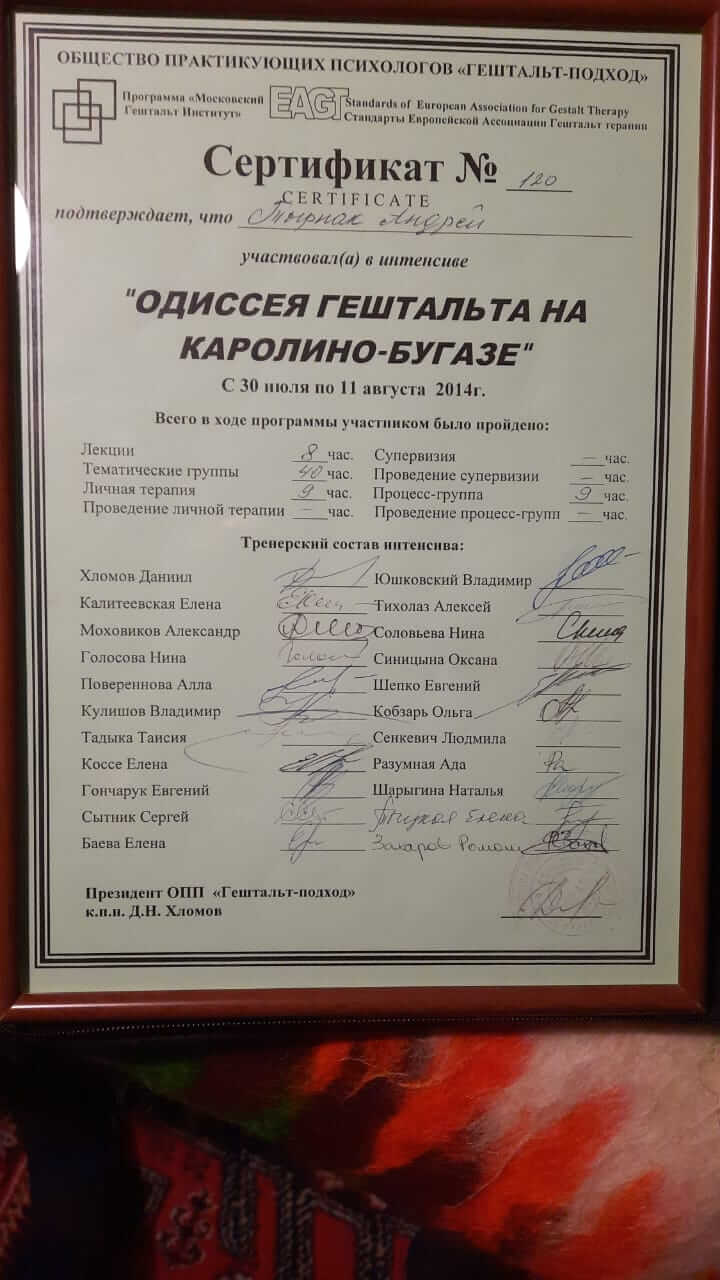 ОБЩЕСТВО ПРАКТИКУЮЩИХ ПСИХОЛОГОВ «ГЕШТАЛЬТ-ПОДХОД»
Программа «Московский Гештальт Институт»
EAGT Standards of European Association for Gestalt Therapy
Стандарты Европейской Ассоциации Гештальт терапии
Сертификат № 120
CERTIFICATE
подтверждает, что Андрей
участвовал(а) в интенсиве
"ОДИССЕЯ ГЕШТАЛЬТА НА
КАРОЛИНО-БУГАЗЕ"
С 30 июля по 11 августа 2014г.
Всего в ходе программы участником было пройдено:
Лекции 8 час. Супервизия – час.
Тематические группы 40 час. Проведение супервизии – час.
Личная терапия 9 час. Процесс-группа 9 час.
Проведение личной терапии – час. Проведение процесс-групп – час.
Тренерский состав интенсива:
Хломов Даниил Юшковский Владимир
Калитеевская Елена Тихолаз Алексей
Моховиков Александр Соловьева Нина
Голосова Нина Синицына Оксана
Повереннова Алла Шепко Евгений
Кулишов Владимир Кобзарь Ольга
Тадыка Таисия Сенкевич Людмила
Коссе Елена Разумная Ада
Гончарук Евгений Шарыгина Наталья
Сытник Сергей Елена
Баева Елена Захаров Роман
Президент ОПП «Гештальт-подход»
к.п.н. Д.Н. Хломов